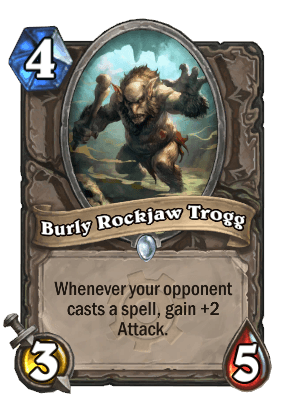 4
Burly Rockjaw Trogg
Whenever your opponent
casts a spell, gain +2
Attack.
3
5